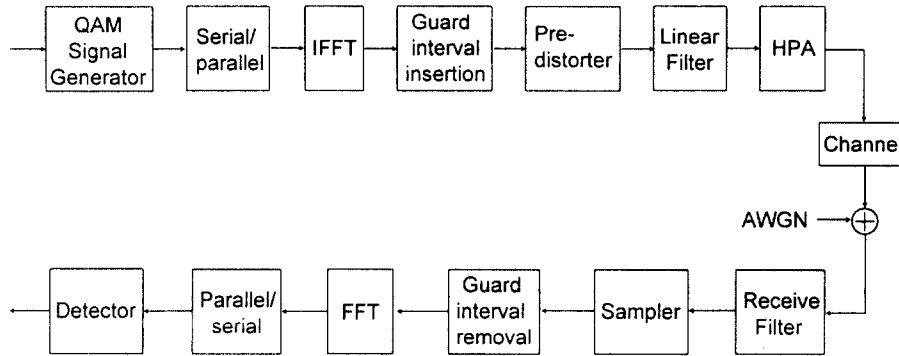 QAM
Signal
Generator
Serial/
parallel
IFFT
Guard
interval
insertion
Pre-
distorter
Linear
Filter
HPA
Channel
AWGN
Detector
Parallel/
serial
FFT
Guard
interval
removal
Sampler
Receive
Filter